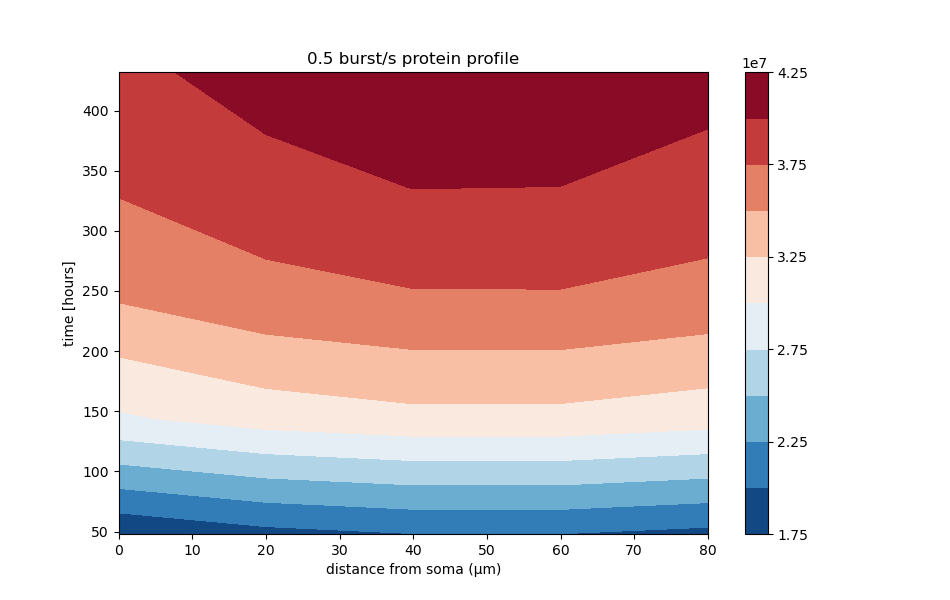 0.5 burst/s protein profile
1e7
4.25
3.75
3.25
2.75
2.25
1.75
time [hours]
400
350
300
250
200
150
100
50
0 10 20 30 40 50 60 70 80
distance from soma (μm)